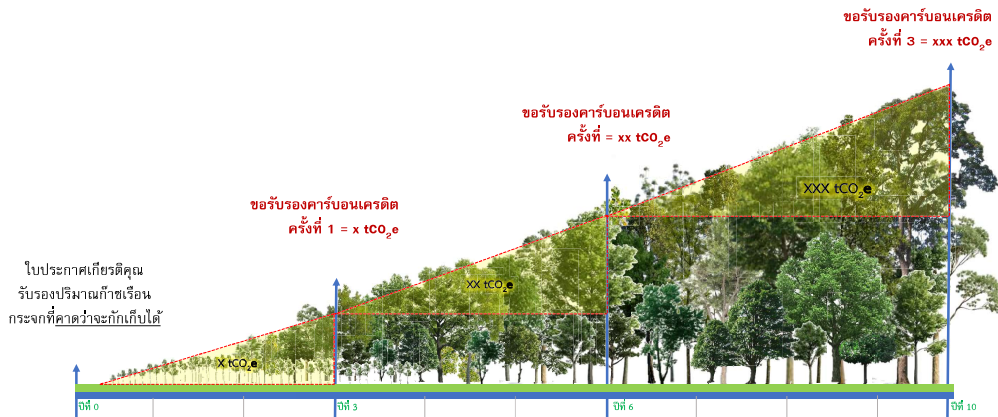 ขอรับรองคาร์บอนเครดิต
ครั้งที่ 3 = xxx tCO2e
ขอรับรองคาร์บอนเครดิต
ครั้งที่ = xx tCO2e
ขอรับรองคาร์บอนเครดิต
ครั้งที่ 1 = x tCO2e
ใบประกาศเกียรติคุณ
รับรองปริมาณก๊าซเรือน
กระจกที่คาดว่าจะกักเก็บได้
XXX tCO2e
XX tCO2e
X tCO2e
ปีที่ 0
ปีที่ 3
ปีที่ 6
ปีที่ 10